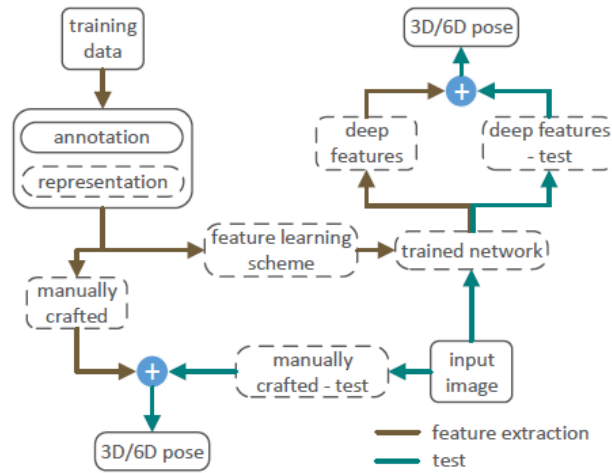 training
data
3D/6D pose
annotation
representation
deep
features
deep features
- test
feature learning
scheme
trained network
manually
crafted
manually
crafted - test
input
image
3D/6D pose
feature extraction
test